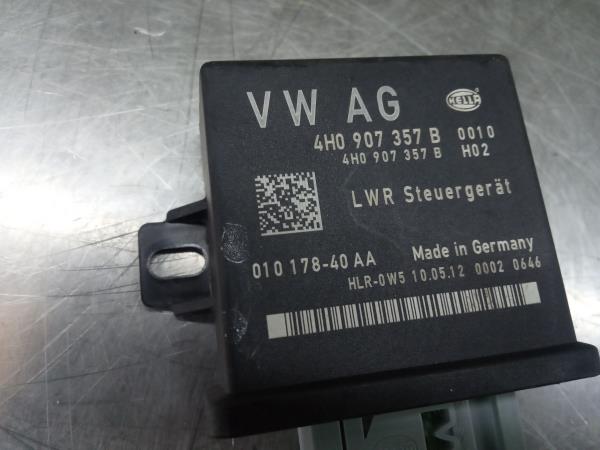 VW AG HELLA
4H0 907 357 B 0010
4H0 907 357 B H02
LWR Steuergerät
010 178-40 AA Made in Germany
HLR-0W5 10.05.12 0002 0646